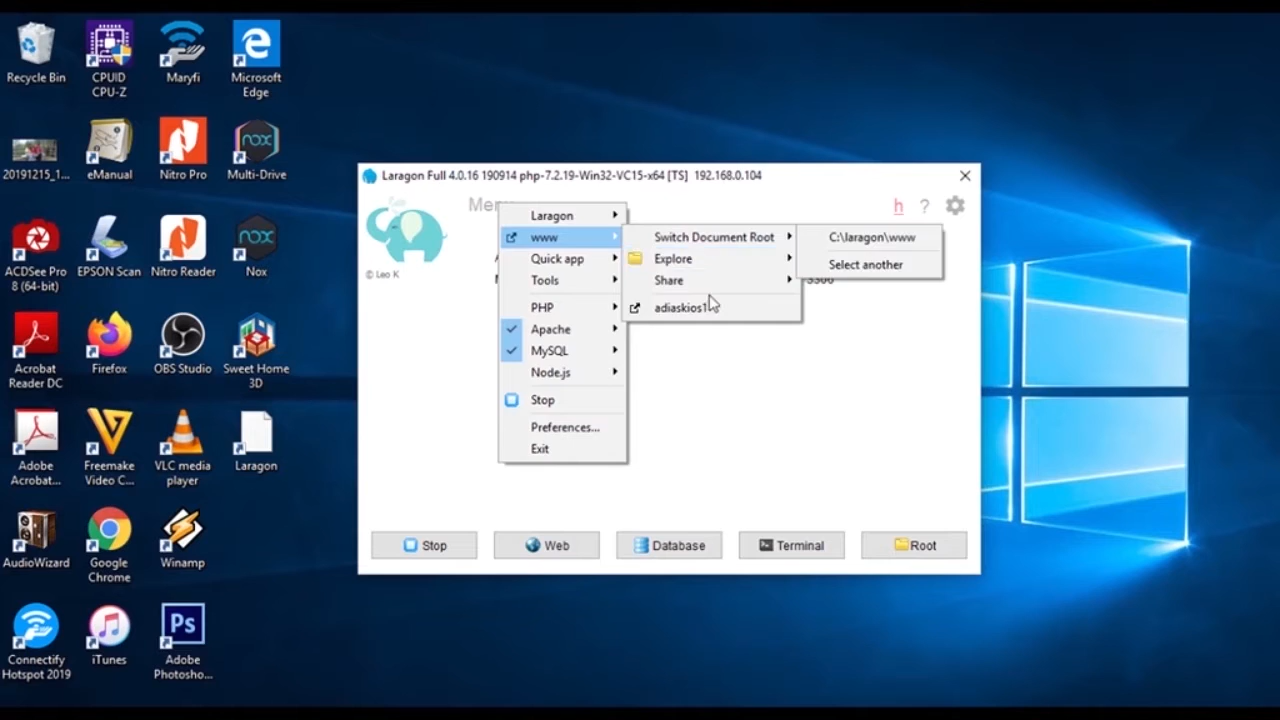 Recycle Bin
CPUID
CPU-Z
Maryfi
Microsoft
Edge
20191215_1...
eManual
Nitro Pro
nox
Multi-Drive
ACDSee Pro
8 (64-bit)
EPSON Scan
Nitro Reader
nox
Nox
Acrobat
Reader DC
Firefox
OBS Studio
Sweet Home
3D
Adobe
Acrobat...
Freemake
Video C...
VLC media
player
Laragon
AudioWizard
Google
Chrome
Winamp
Connectify
Hotspot 2019
iTunes
Ps
Adobe
Photosho...
Laragon Full 4.0.16 190914 php-7.2.19-Win32-VC15-x64 [TS] 192.168.0.104
h ?
© Leo K
Laragon
www
Quick app
Tools
PHP
Apache
MySQL
Node.js
Stop
Preferences...
Exit
Switch Document Root
Explore
Share
C:\laragon\www
Select another
Stop
Web
Database
Terminal
Root